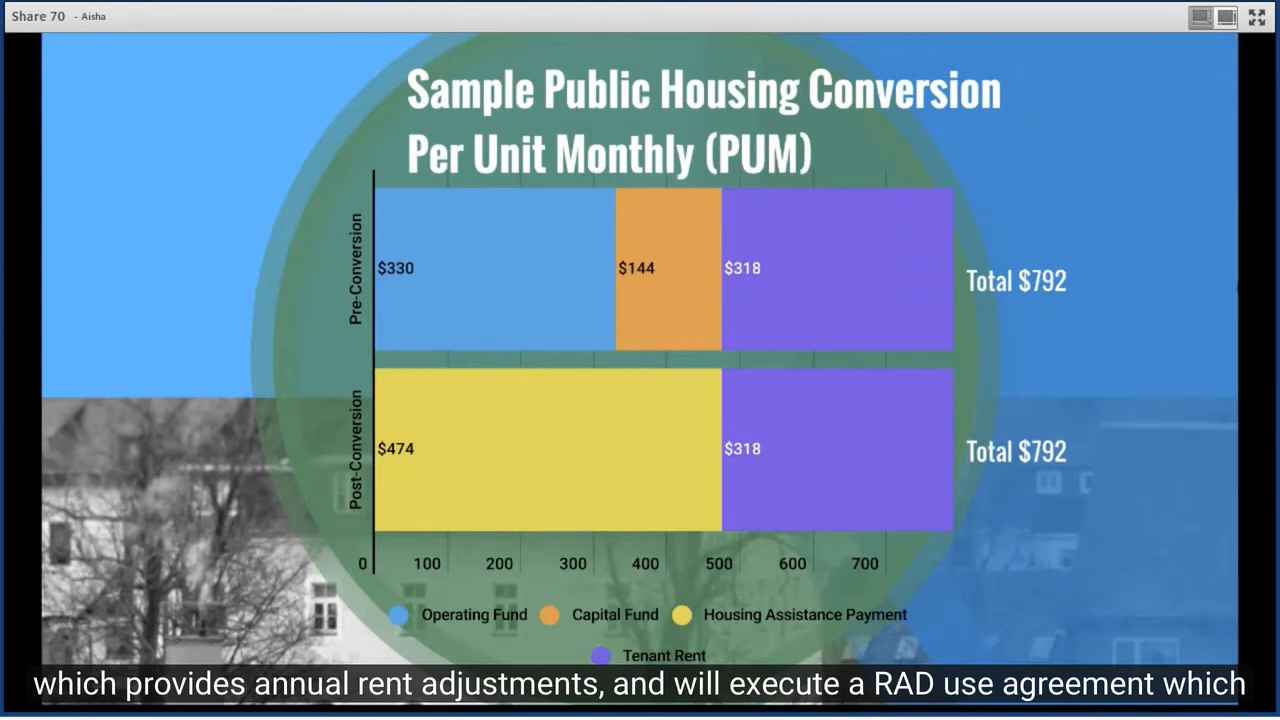 Share 70 - Aisha
Sample Public Housing Conversion
Per Unit Monthly (PUM)
Pre-Conversion
$330
$144
$318
Total $792
Post-Conversion
$474
$318
Total $792
0 100 200 300 400 500 600 700
Operating Fund Capital Fund Housing Assistance Payment
Tenant Rent
which provides annual rent adjustments, and will execute a RAD use agreement which